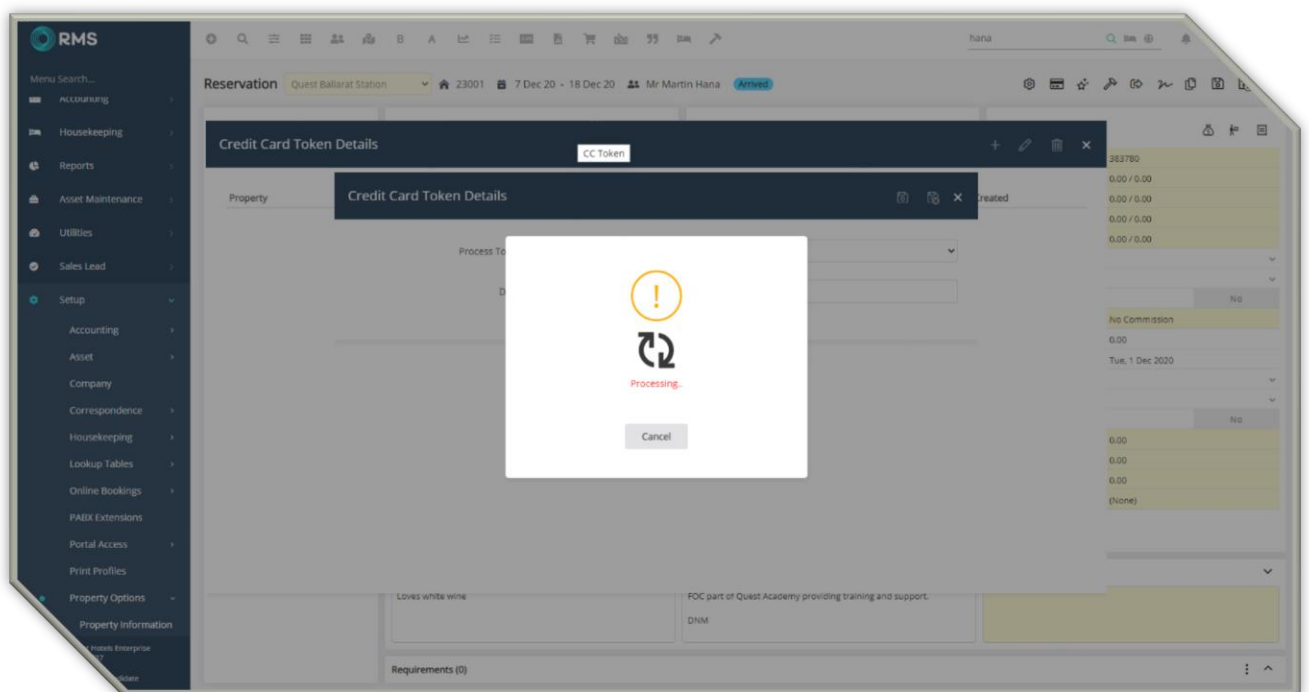 RMS
hana
Menu Search...
Accounting
Housekeeping
Reports
Asset Maintenance
Utilities
Sales Lead
Setup
Accounting
Asset
Company
Correspondence
Housekeeping
Lookup Tables
Online Bookings
PABX Extensions
Portal Access
Print Profiles
Property Options
Property Information
Hotels Enterprise
Reservation Quest Ballarat Station 23001 7 Dec 20 - 18 Dec 20 Mr Martin Hana Arrived
Credit Card Token Details
CC Token
Property
Created
Credit Card Token Details
Process To
D
Processing..
Cancel
383780
0.00 / 0.00
0.00 / 0.00
0.00 / 0.00
0.00 / 0.00
No
No Commission
0.00
Tue, 1 Dec 2020
No
0.00
0.00
0.00
(None)
Loves white wine
FOC part of Quest Academy providing training and support.
DNM
Requirements (0)